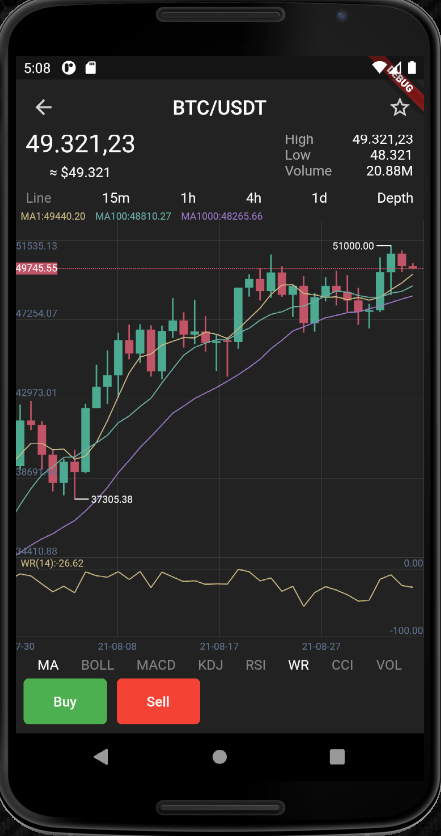 5:08
DEBUG
BTC/USDT
49.321,23
≈ $49.321
High 49.321,23
Low 48.321
Volume 20.88M
Line 15m 1h 4h 1d Depth
MA1:49440.20 MA100:48810.27 MA1000:48265.66
51535.13
51000.00
49745.55
47254.07
42973.01
38691.
37305.38
34410.88
WR(14):-26.62 0.00
-100.00
7-30 21-08-08 21-08-17 21-08-27
MA BOLL MACD KDJ RSI WR CCI VOL
Buy Sell